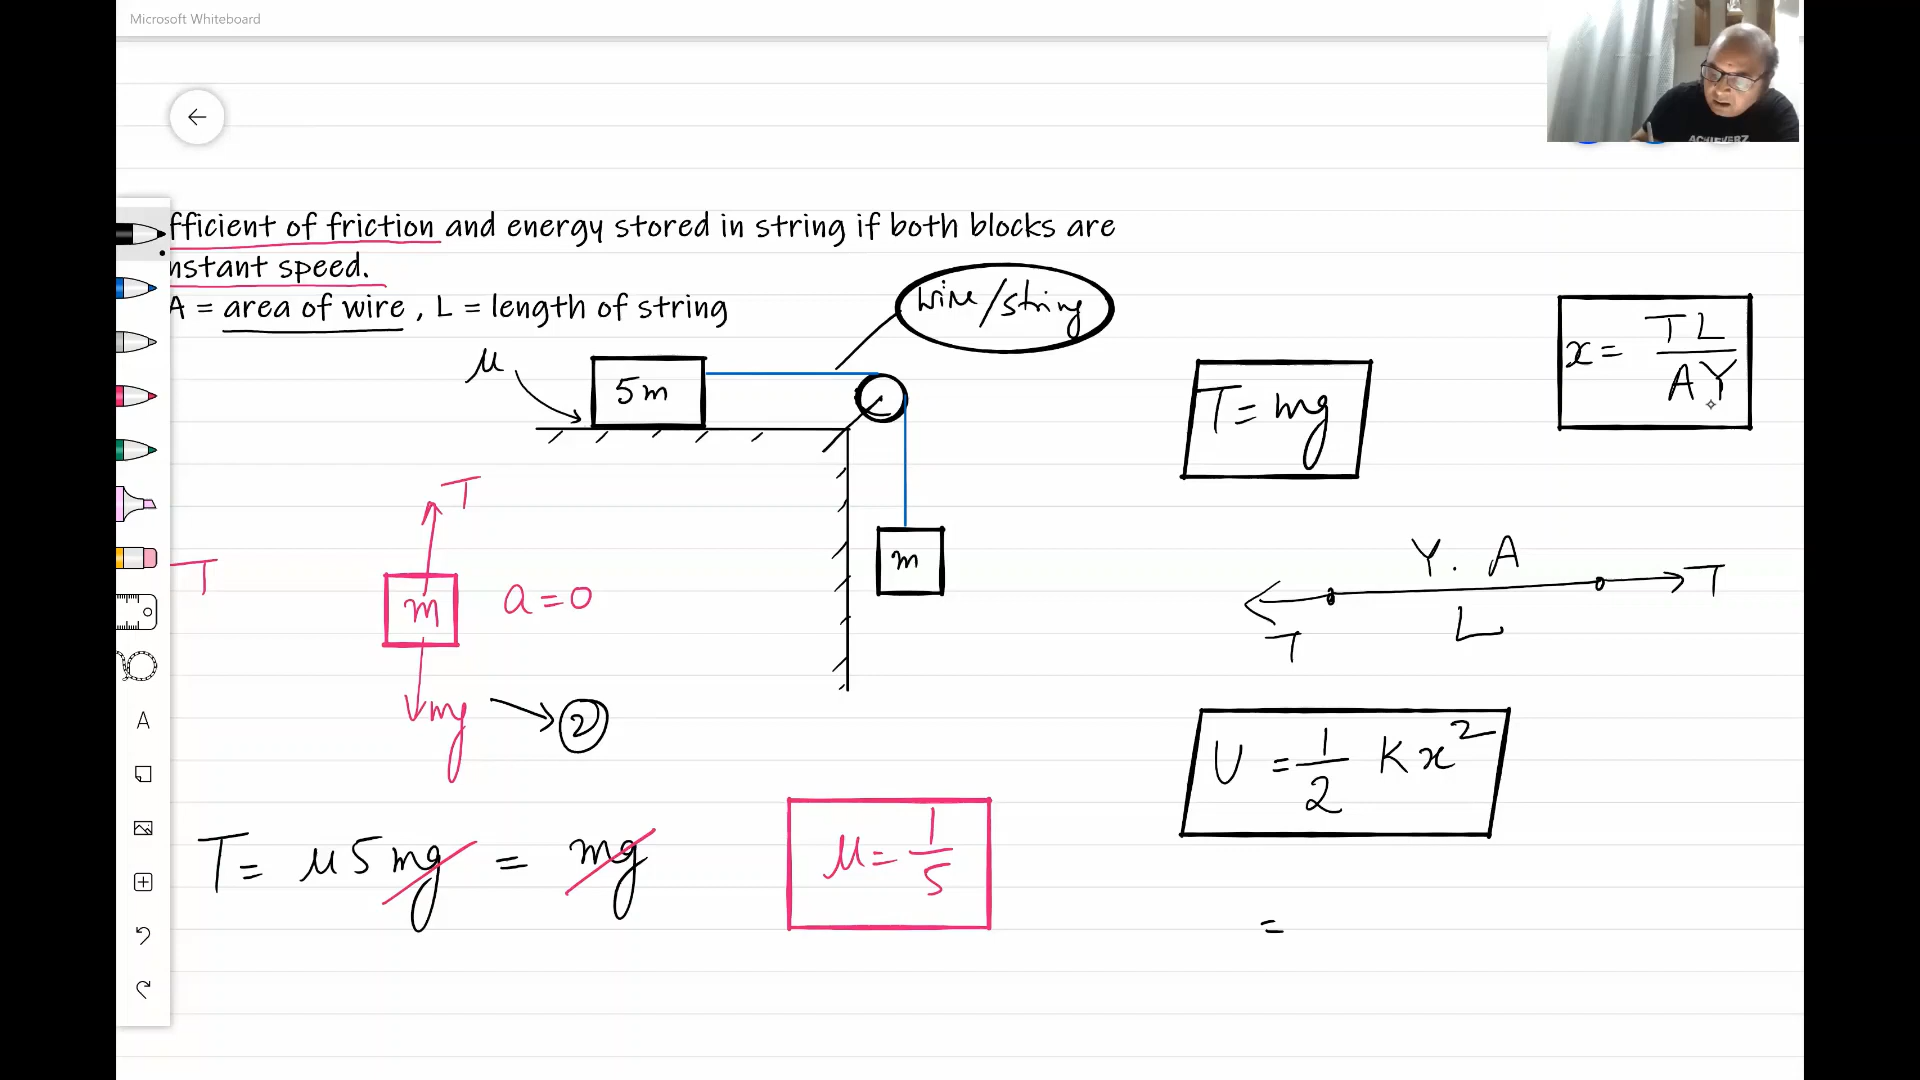 Microsoft Whiteboard
ACHIEVERZ
fficient of friction and energy stored in string if both blocks are
nstant speed.
A = area of wire , L = length of string
wire/string
μ
5m
m
T = mg
x = TL / AY
T
T
m
a = 0
mg
2
Y. A
T
L
T
U = 1/2 Kx²
T = μ5mg = mg
μ = 1/5
=
A